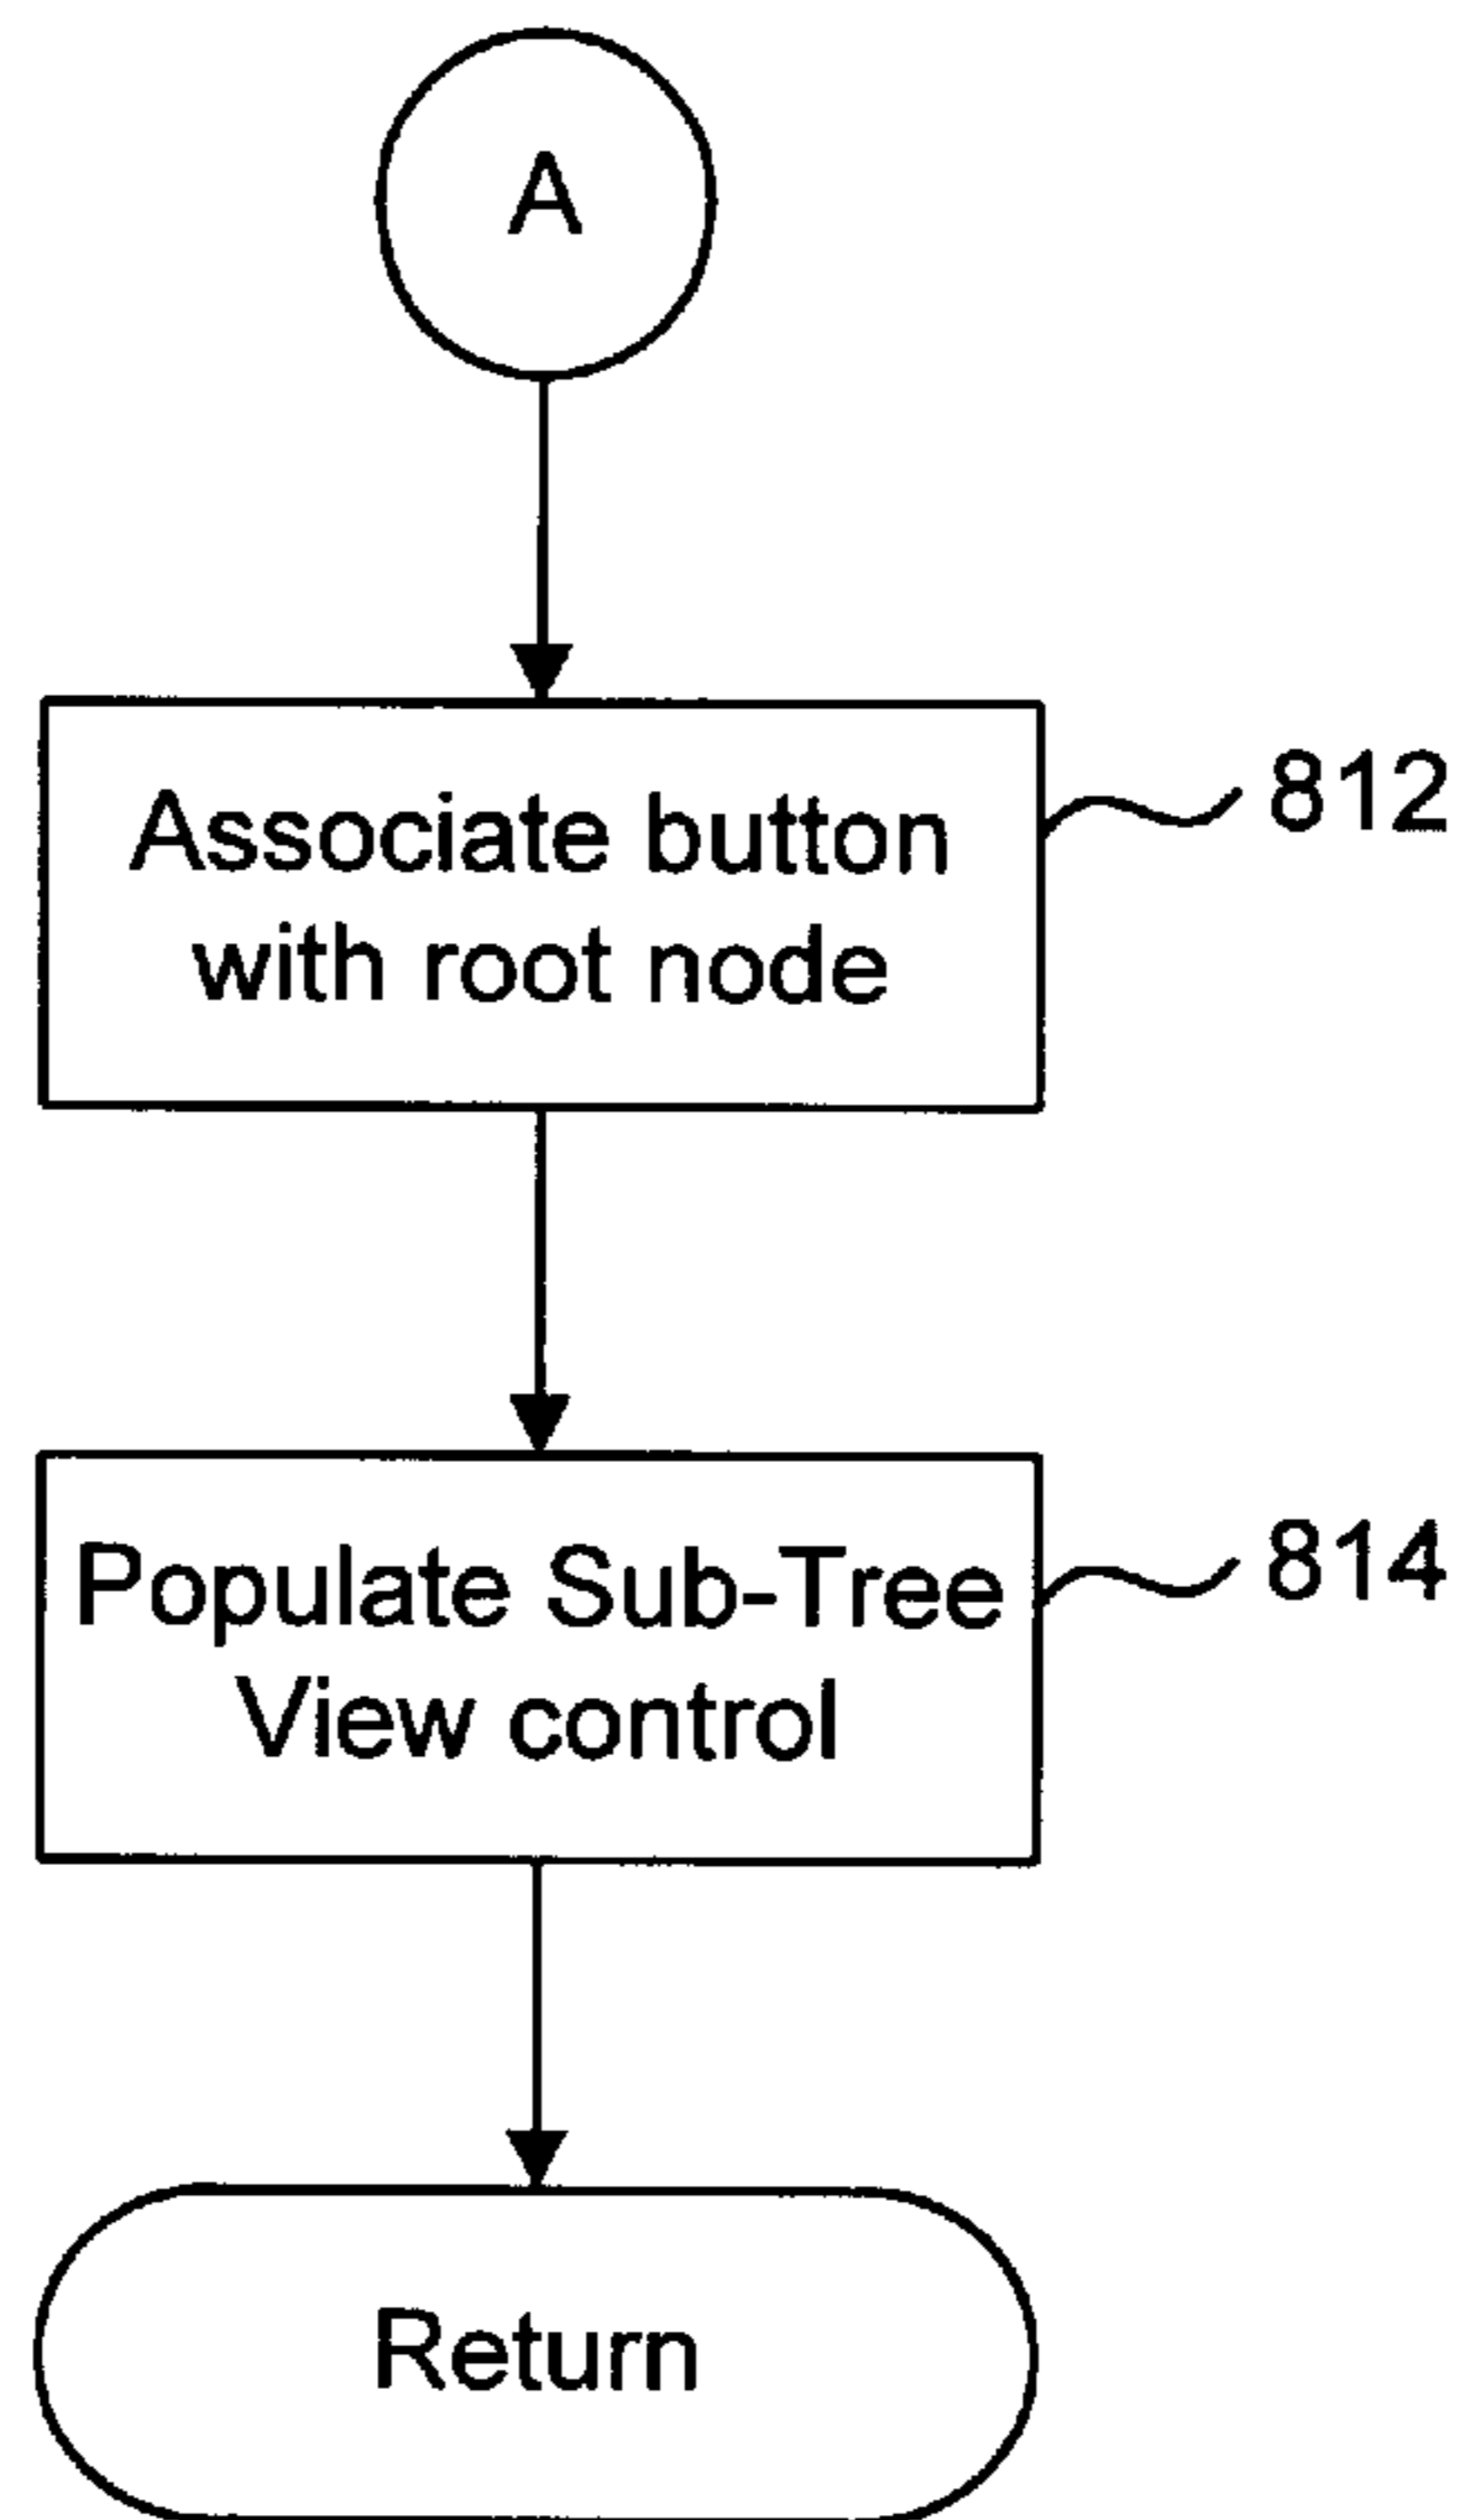 A
Associate button
with root node
812
Populate Sub-Tree
View control
814
Return